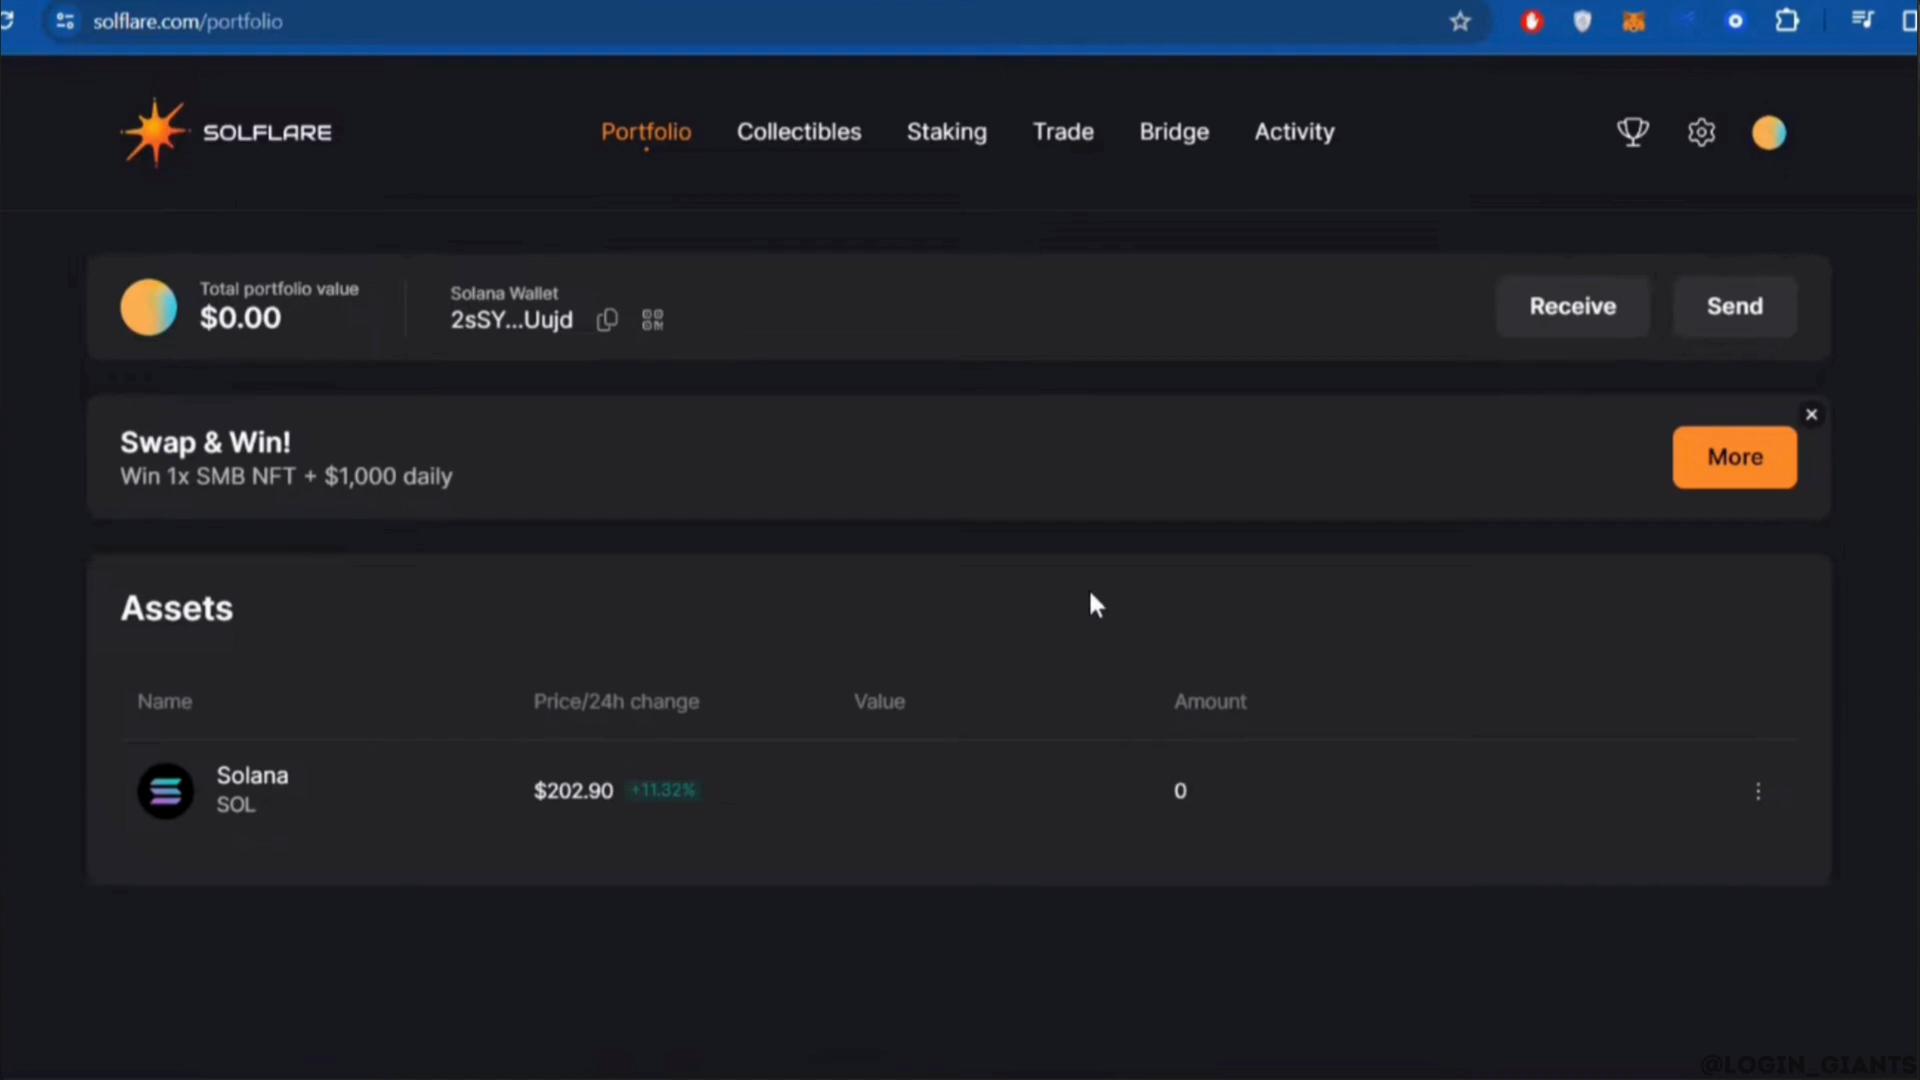 solflare.com/portfolio
SOLFLARE
Portfolio Collectibles Staking Trade Bridge Activity
Total portfolio value
$0.00
Solana Wallet
2sSY...Uujd
Receive Send
Swap & Win!
Win 1x SMB NFT + $1,000 daily
More
Assets
Name Price/24h change Value Amount
Solana
SOL
$202.90 +11.32% 0
@LOGIN_GIANTS